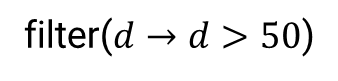 filter(d → d > 50)